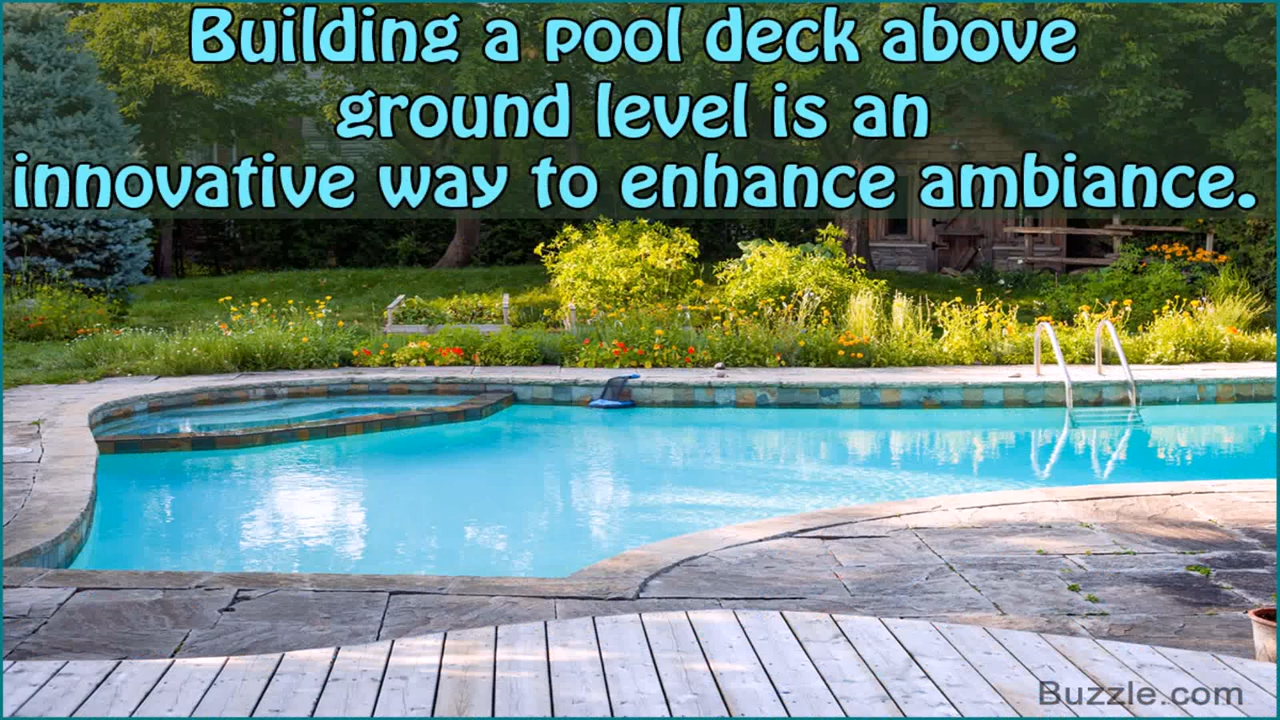 Building a pool deck above
ground level is an
innovative way to enhance ambiance.
Buzzle.com